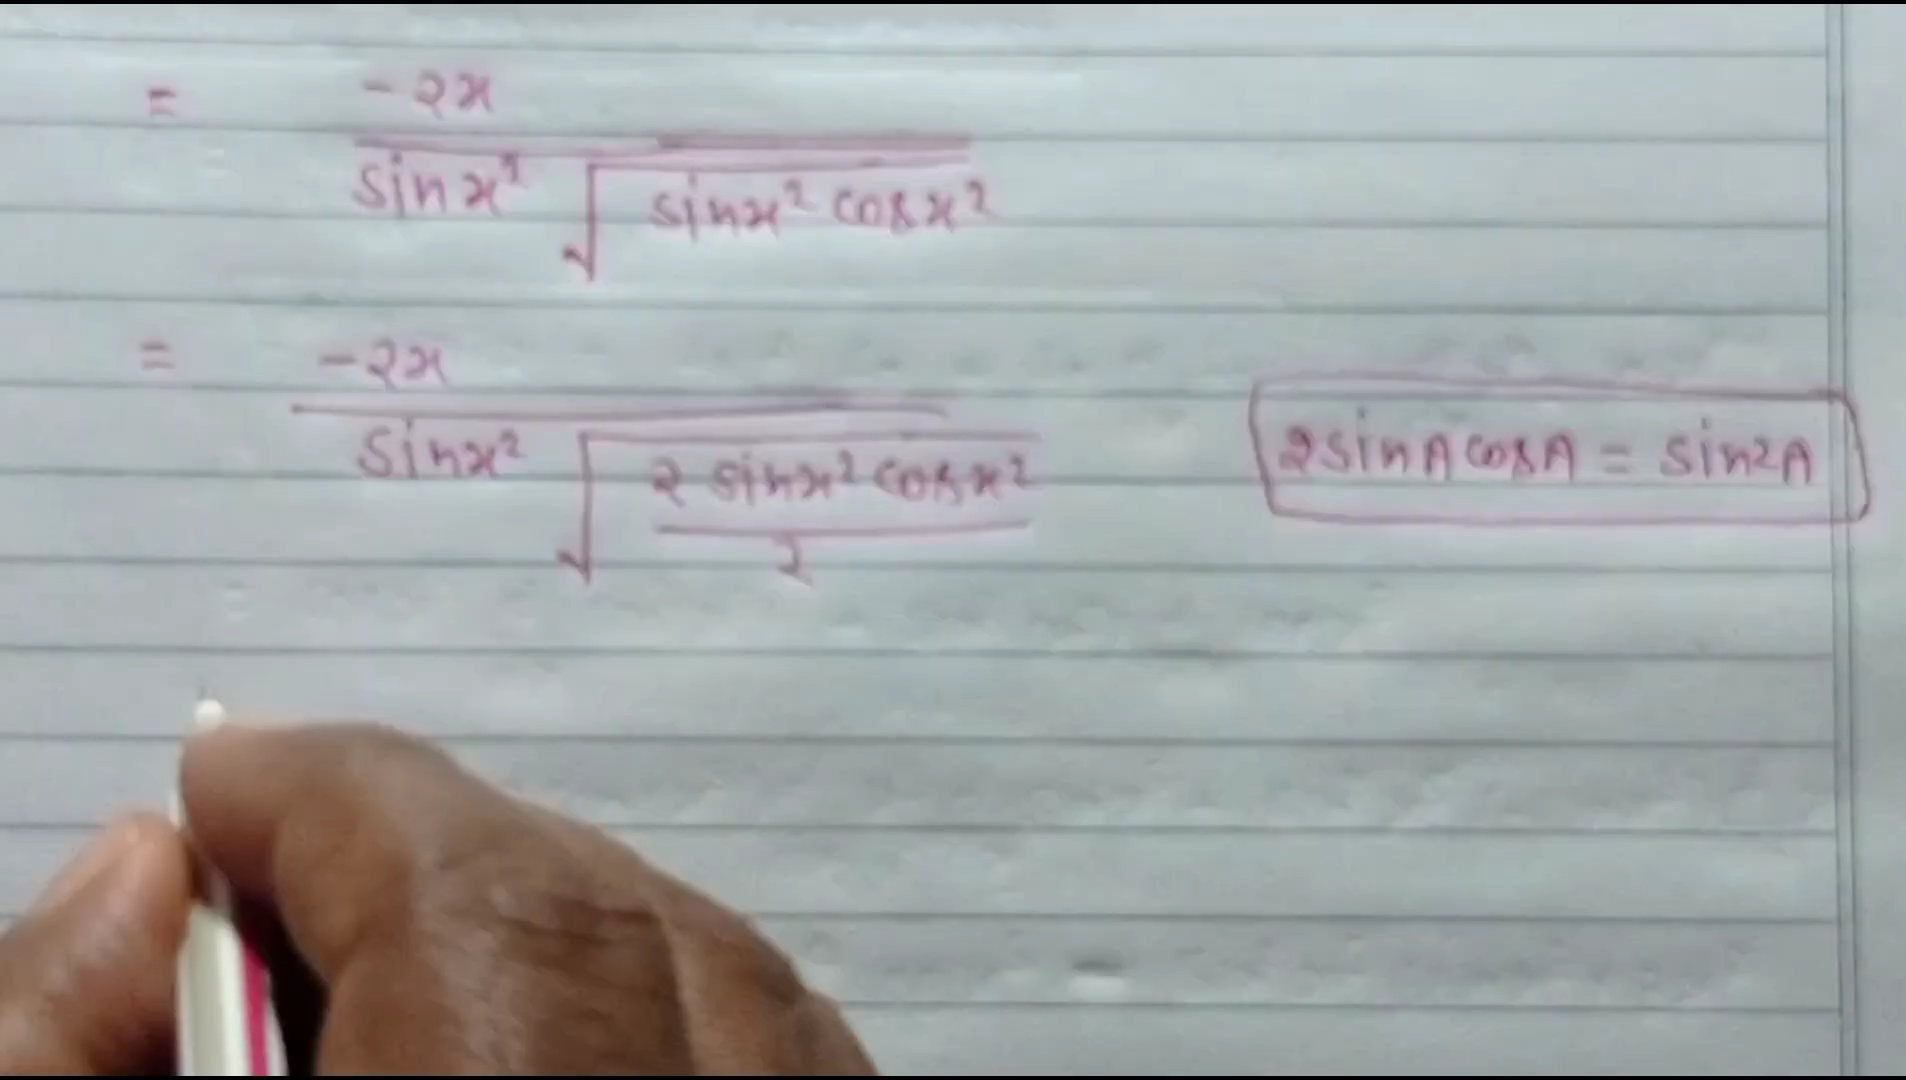 = -2x / sinx² √(sinx² cosx²)
= -2x / sinx² √(2 sinx² cosx² / 2)
2sinAcosA = sin2A